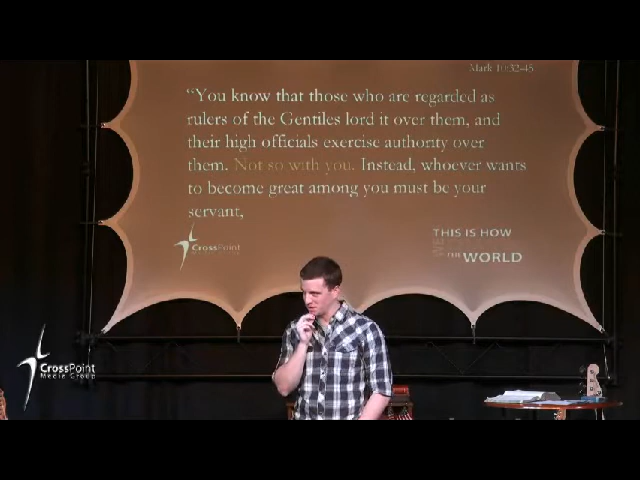 Mark 10:32-45
“You know that those who are regarded as
rulers of the Gentiles lord it over them, and
their high officials exercise authority over
them. Not so with you. Instead, whoever wants
to become great among you must be your
servant,
CrossPoint
THIS IS HOW
WE
THE WORLD
CrossPoint
Media Group